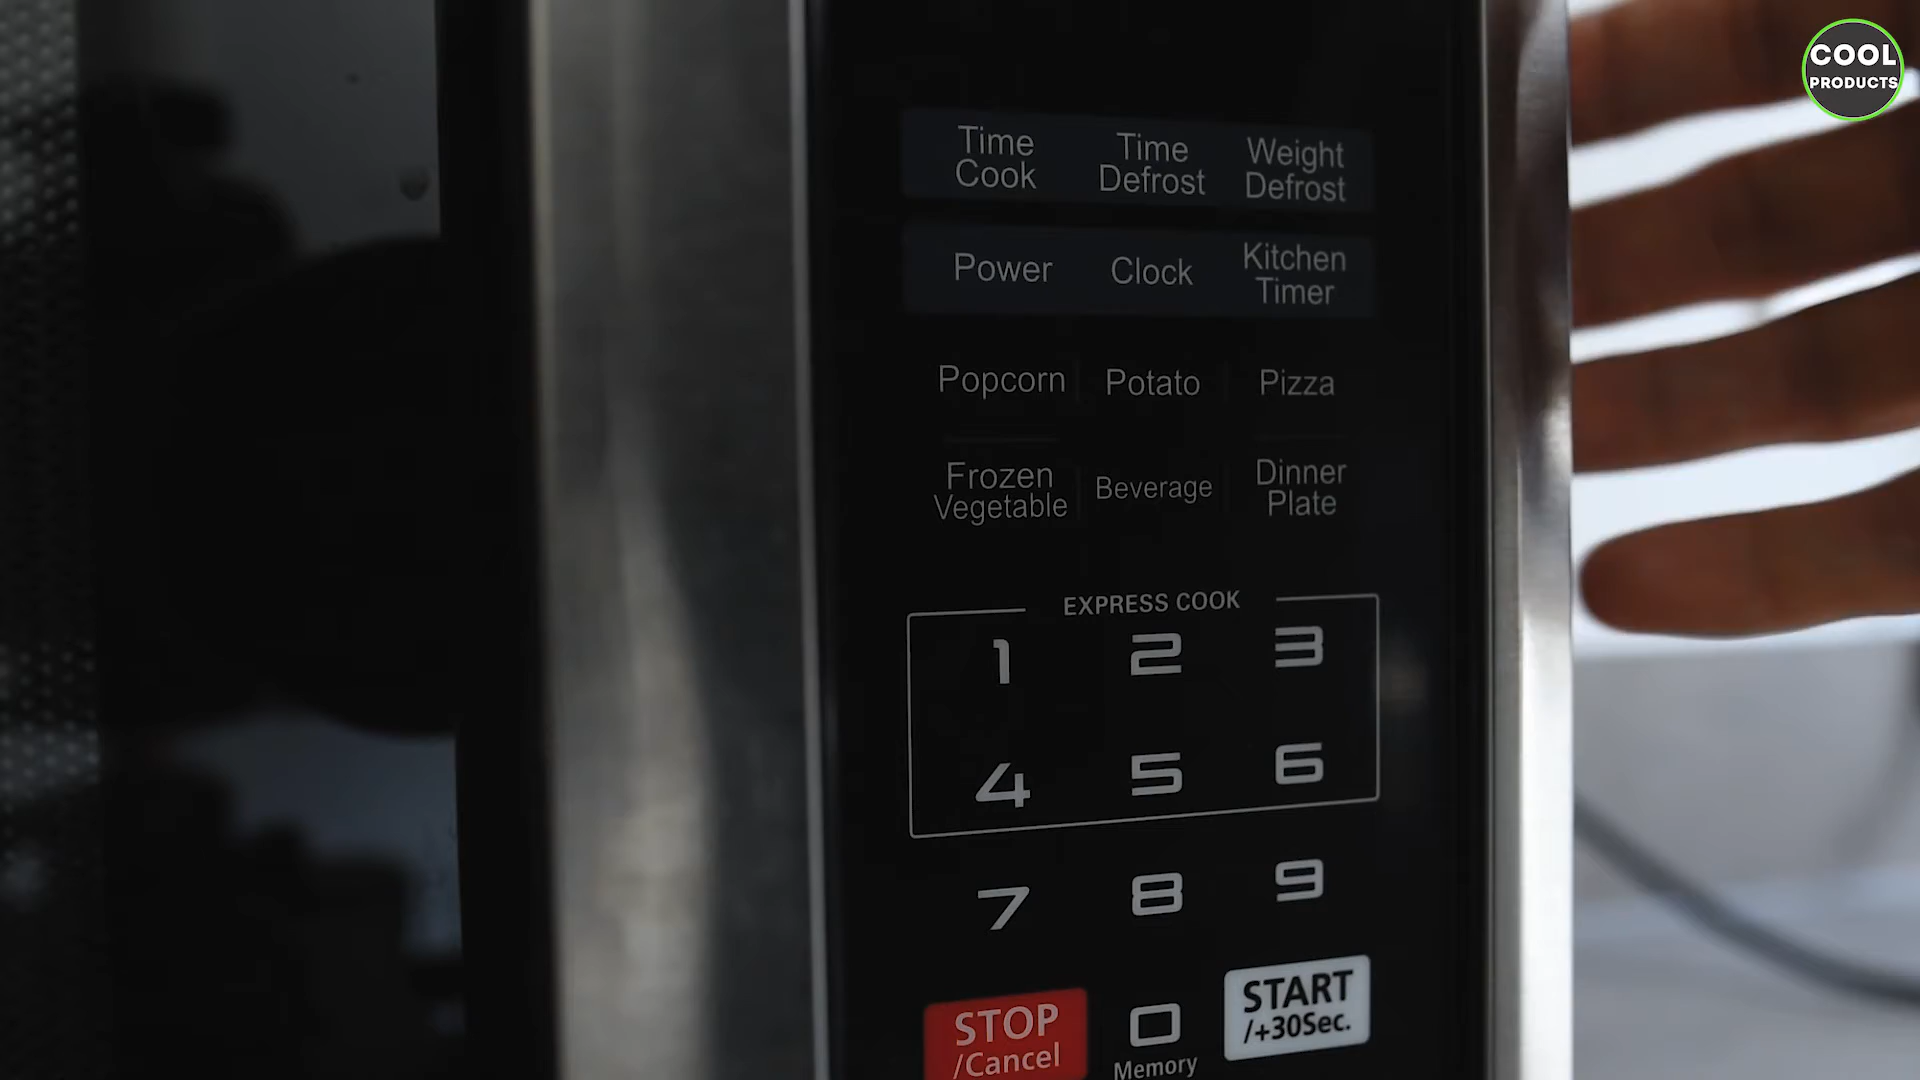 COOL
PRODUCTS
Time
Cook
Time
Defrost
Weight
Defrost
Power
Clock
Kitchen
Timer
Popcorn
Potato
Pizza
Frozen
Vegetable
Beverage
Dinner
Plate
EXPRESS COOK
1 2 3
4 5 6
7 8 9
STOP
/Cancel
0
Memory
START
/+30Sec.